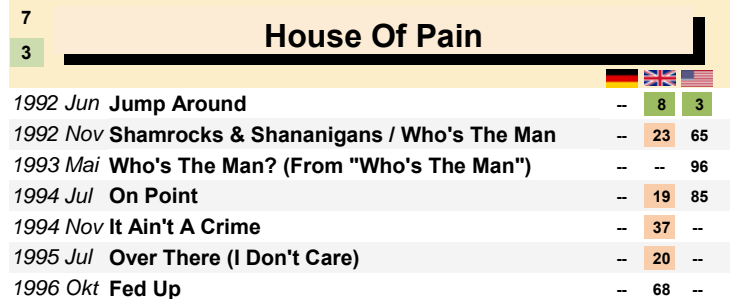 7
House Of Pain
3
1992 Jun Jump Around -- 8 3
1992 Nov Shamrocks & Shananigans / Who's The Man -- 23 65
1993 Mai Who's The Man? (From "Who's The Man") -- -- 96
1994 Jul On Point -- 19 85
1994 Nov It Ain't A Crime -- 37 --
1995 Jul Over There (I Don't Care) -- 20 --
1996 Okt Fed Up -- 68 --